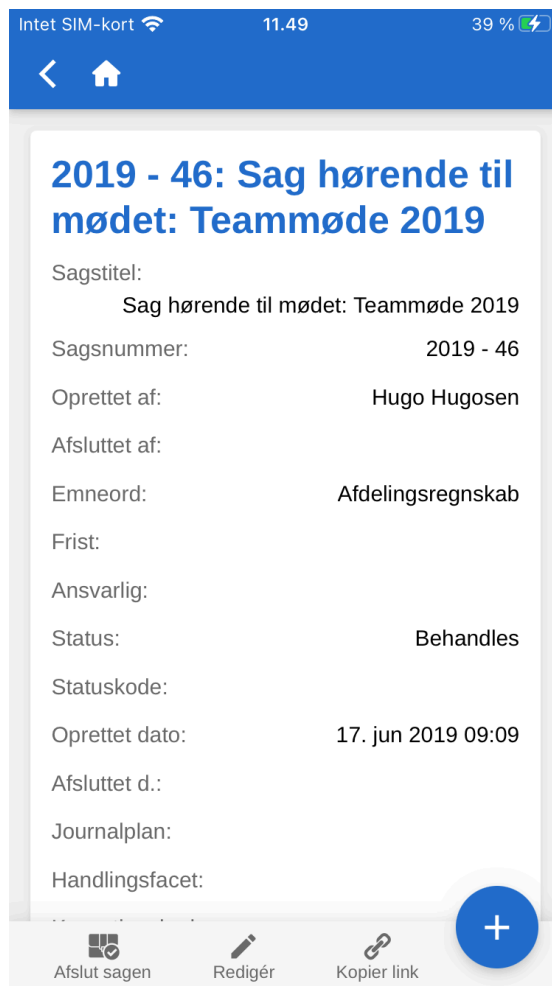 Intet SIM-kort 11.49 39 %
2019 - 46: Sag hørende til
mødet: Teammøde 2019
Sagstitel:
Sag hørende til mødet: Teammøde 2019
Sagsnummer: 2019 - 46
Oprettet af: Hugo Hugosen
Afsluttet af:
Emneord: Afdelingsregnskab
Frist:
Ansvarlig:
Status: Behandles
Statuskode:
Oprettet dato: 17. jun 2019 09:09
Afsluttet d.:
Journalplan:
Handlingsfacet:
Afslut sagen Redigér Kopier link